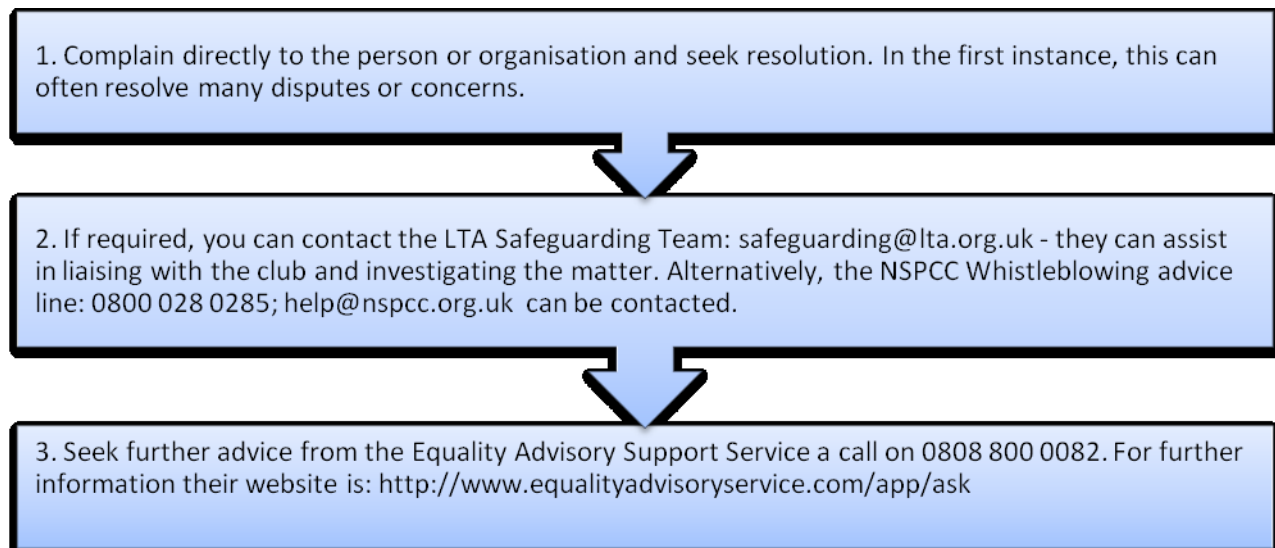 1. Complain directly to the person or organisation and seek resolution. In the first instance, this can
often resolve many disputes or concerns.
2. If required, you can contact the LTA Safeguarding Team: safeguarding@lta.org.uk - they can assist
in liaising with the club and investigating the matter. Alternatively, the NSPCC Whistleblowing advice
line: 0800 028 0285; help@nspcc.org.uk can be contacted.
3. Seek further advice from the Equality Advisory Support Service a call on 0808 800 0082. For further
information their website is: http://www.equalityadvisoryservice.com/app/ask